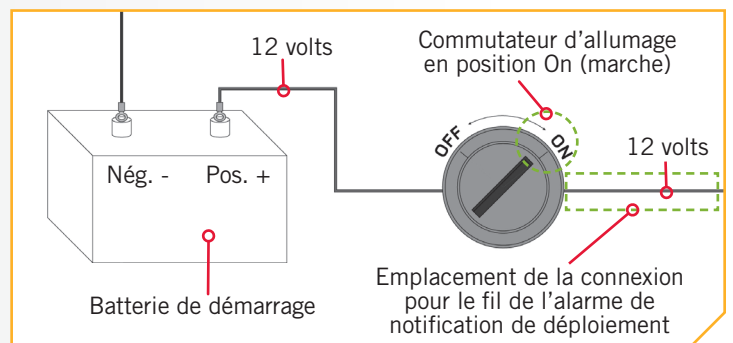 12 volts
Commutateur d'allumage
en position On (marche)
OFF
ON
12 volts
Nég. -
Pos. +
Batterie de démarrage
Emplacement de la connexion
pour le fil de l'alarme de
notification de déploiement